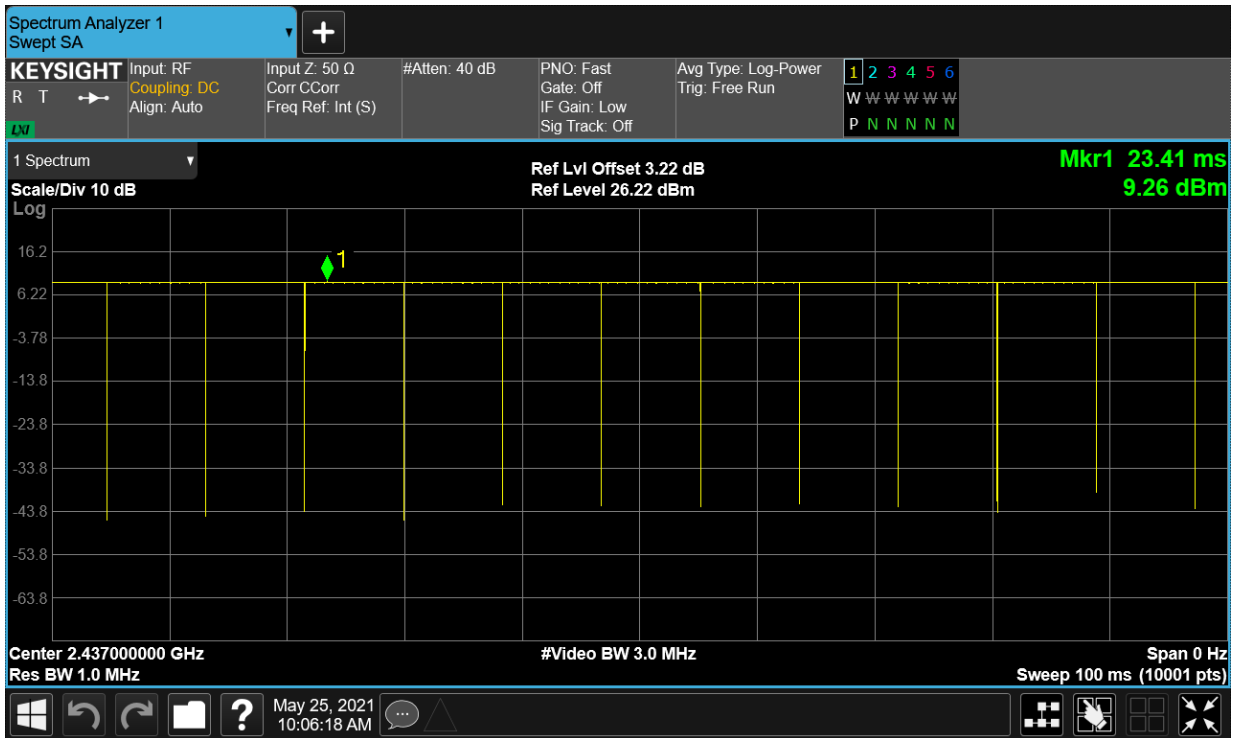 Spectrum Analyzer 1
Swept SA
KEYSIGHT
R T
LXI
Input: RF
Coupling: DC
Align: Auto
Input Z: 50 Ω
Corr CCorr
Freq Ref: Int (S)
#Atten: 40 dB
PNO: Fast
Gate: Off
IF Gain: Low
Sig Track: Off
Avg Type: Log-Power
Trig: Free Run
1 2 3 4 5 6
W W W W W W
P N N N N N
1 Spectrum
Scale/Div 10 dB
Log
Ref Lvl Offset 3.22 dB
Ref Level 26.22 dBm
Mkr1 23.41 ms
9.26 dBm
1
16.2
6.22
-3.78
-13.8
-23.8
-33.8
-43.8
-53.8
-63.8
Center 2.437000000 GHz
Res BW 1.0 MHz
#Video BW 3.0 MHz
Span 0 Hz
Sweep 100 ms (10001 pts)
?
May 25, 2021
10:06:18 AM